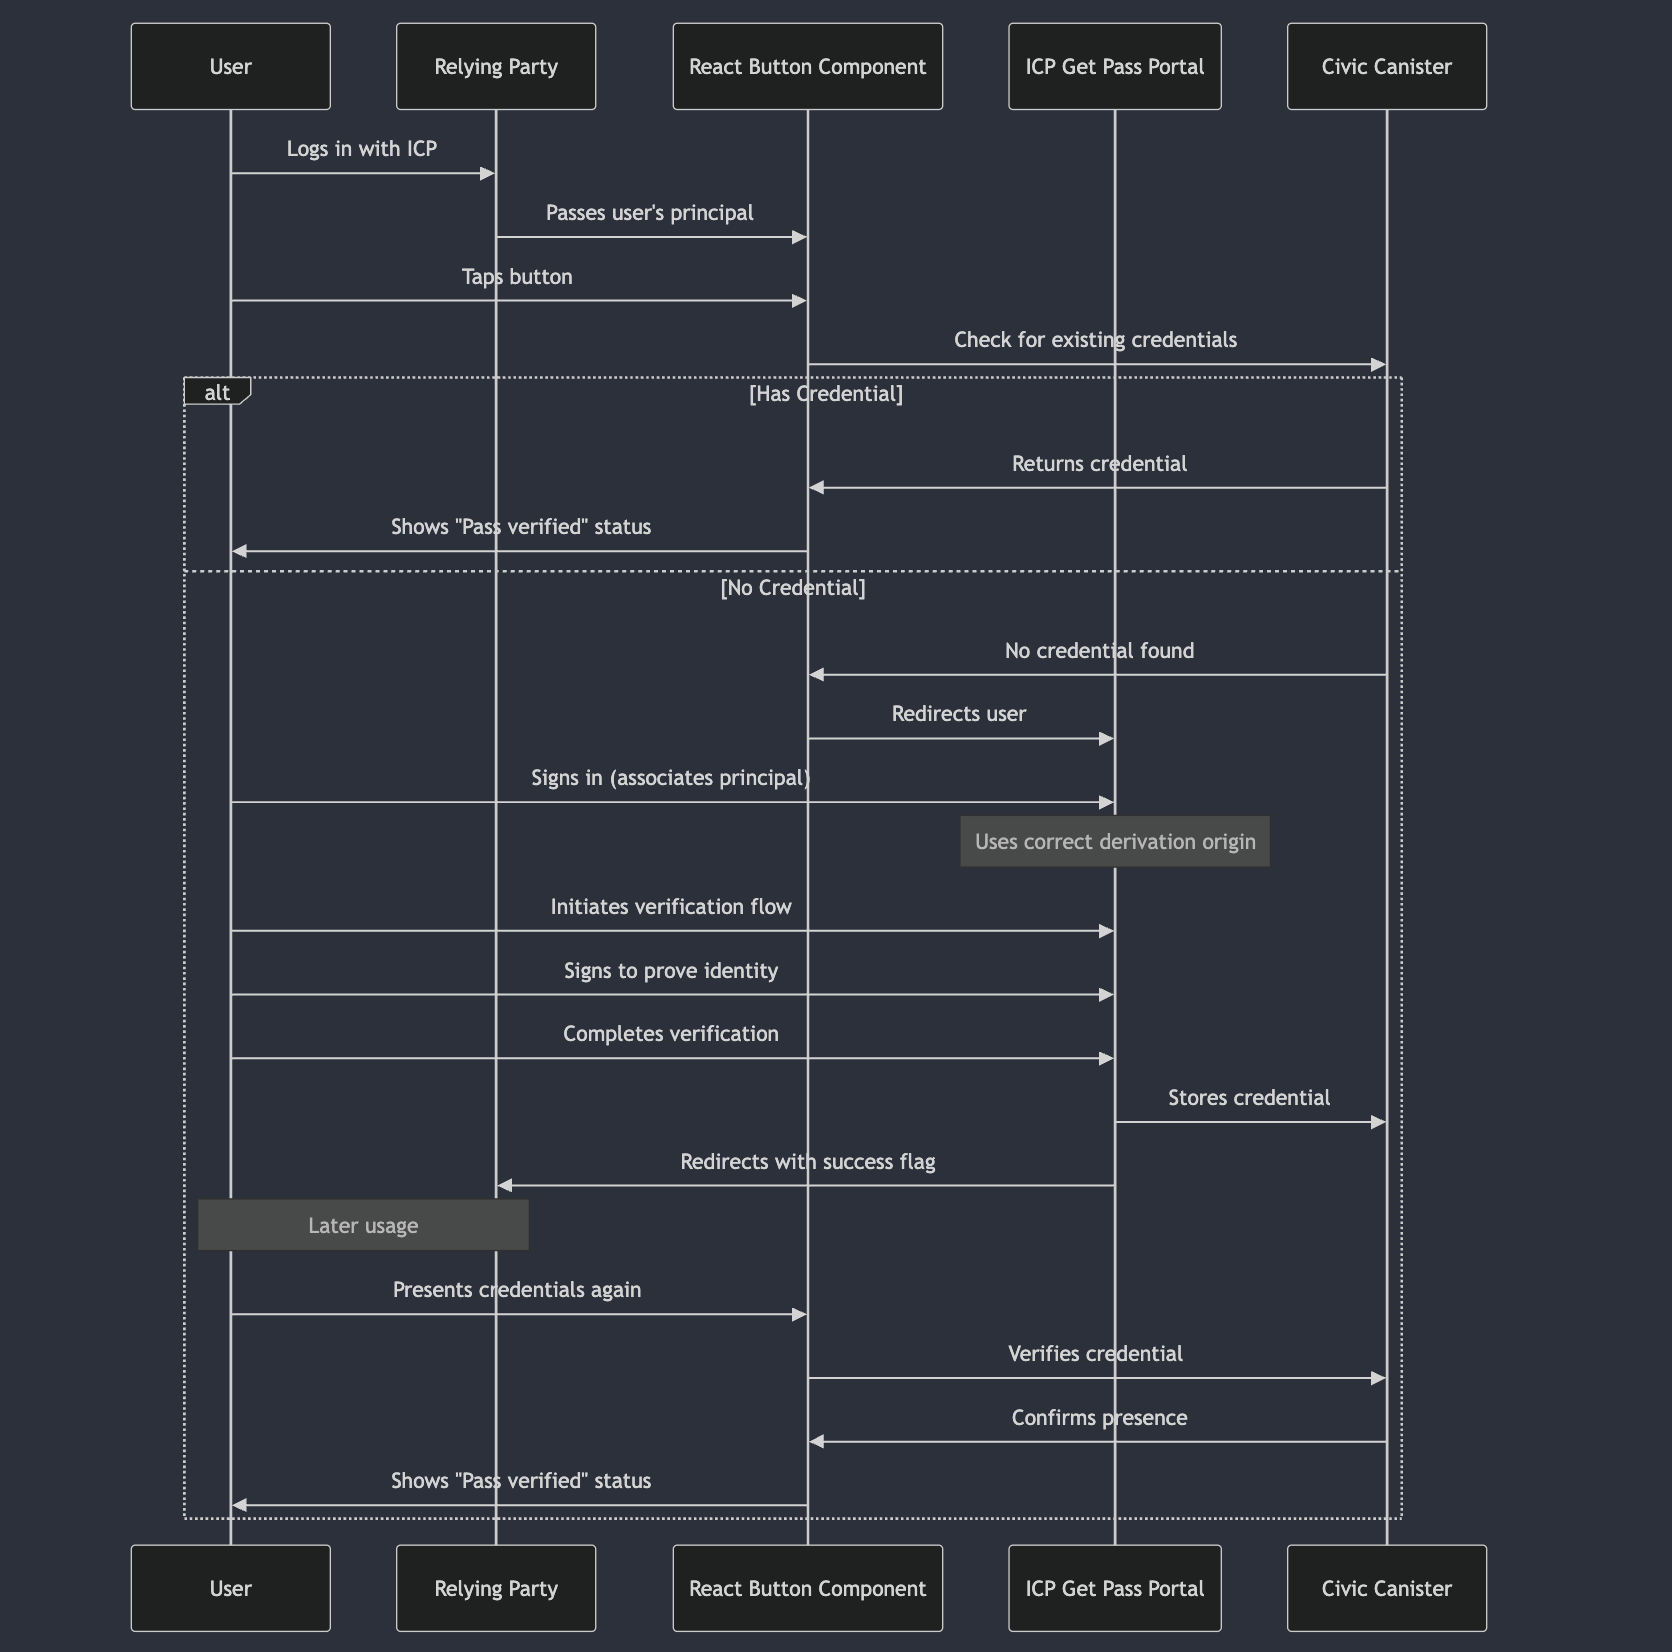 User
Relying Party
React Button Component
ICP Get Pass Portal
Civic Canister
Logs in with ICP
Passes user's principal
Taps button
Check for existing credentials
alt
[Has Credential]
Returns credential
Shows "Pass verified" status
[No Credential]
No credential found
Redirects user
Signs in (associates principal)
Uses correct derivation origin
Initiates verification flow
Signs to prove identity
Completes verification
Stores credential
Redirects with success flag
Later usage
Presents credentials again
Verifies credential
Confirms presence
Shows "Pass verified" status
User
Relying Party
React Button Component
ICP Get Pass Portal
Civic Canister